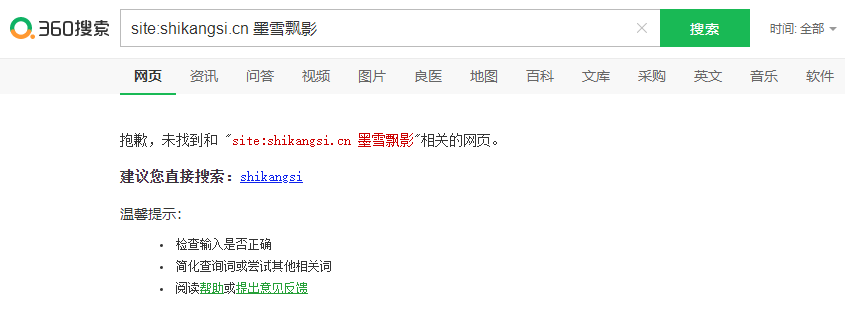 360搜索 site:shikangsi.cn 墨雪飘影 × 搜索 时间: 全部
网页 资讯 问答 视频 图片 良医 地图 百科 文库 采购 英文 音乐 软件
抱歉，未找到和 "site:shikangsi.cn 墨雪飘影"相关的网页。
建议您直接搜索：shikangsi
温馨提示：
• 检查输入是否正确
• 简化查询词或尝试其他相关词
• 阅读帮助或提出意见反馈